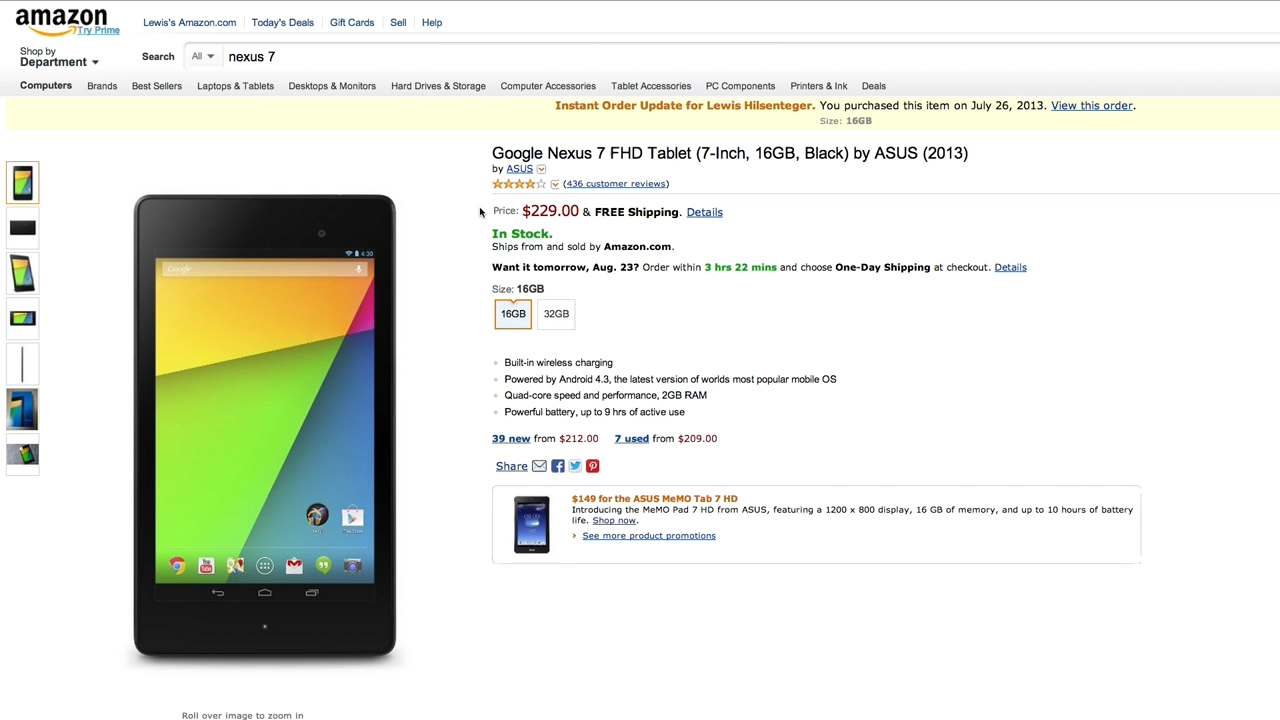 amazon
Try Prime
Lewis's Amazon.com Today's Deals Gift Cards Sell Help
Shop by
Department
Search All nexus 7
Computers Brands Best Sellers Laptops & Tablets Desktops & Monitors Hard Drives & Storage Computer Accessories Tablet Accessories PC Components Printers & Ink Deals
Instant Order Update for Lewis Hilsenteger. You purchased this item on July 26, 2013. View this order.
Size: 16GB
Google Nexus 7 FHD Tablet (7-Inch, 16GB, Black) by ASUS (2013)
by ASUS
(436 customer reviews)
Price: $229.00 & FREE Shipping. Details
In Stock.
Ships from and sold by Amazon.com.
Want it tomorrow, Aug. 23? Order within 3 hrs 22 mins and choose One-Day Shipping at checkout. Details
Size: 16GB
16GB 32GB
Built-in wireless charging
Powered by Android 4.3, the latest version of worlds most popular mobile OS
Quad-core speed and performance, 2GB RAM
Powerful battery, up to 9 hrs of active use
39 new from $212.00 7 used from $209.00
Share
$149 for the ASUS MeMO Tab 7 HD
Introducing the MeMO Pad 7 HD from ASUS, featuring a 1200 x 800 display, 16 GB of memory, and up to 10 hours of battery
life. Shop now.
See more product promotions
4:30
Google
Play Store
You Tube
Roll over image to zoom in